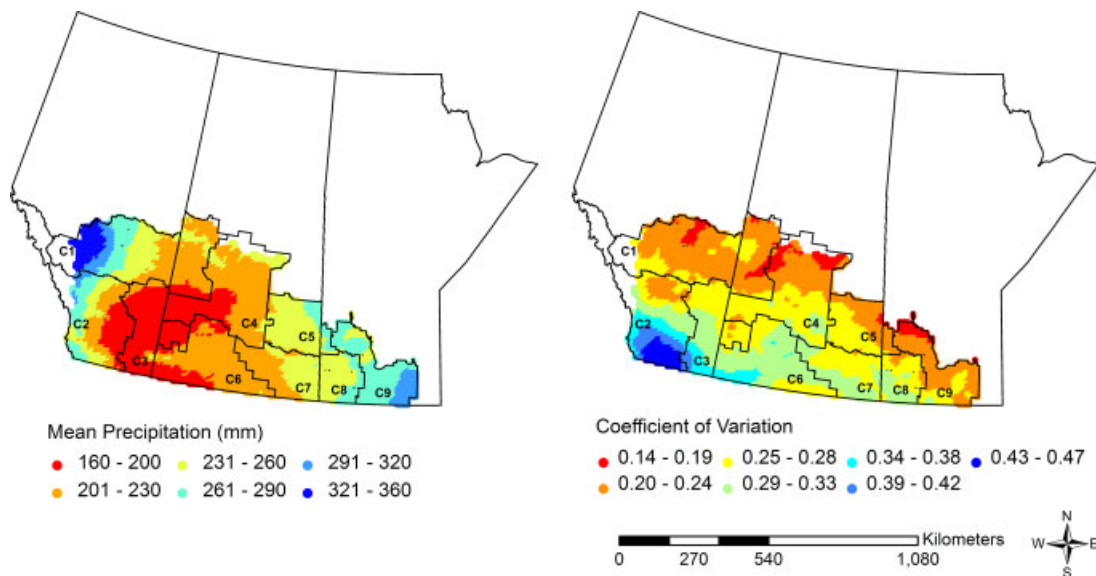 C1
C2
C3
C4
C5
C6
C7
C8
C9
Mean Precipitation (mm)
160 - 200
231 - 260
291 - 320
201 - 230
261 - 290
321 - 360
C1
C2
C3
C4
C5
C6
C7
C8
C9
Coefficient of Variation
0.14 - 0.19
0.25 - 0.28
0.34 - 0.38
0.43 - 0.47
0.20 - 0.24
0.29 - 0.33
0.39 - 0.42
Kilometers
0 270 540 1,080
N
W E
S